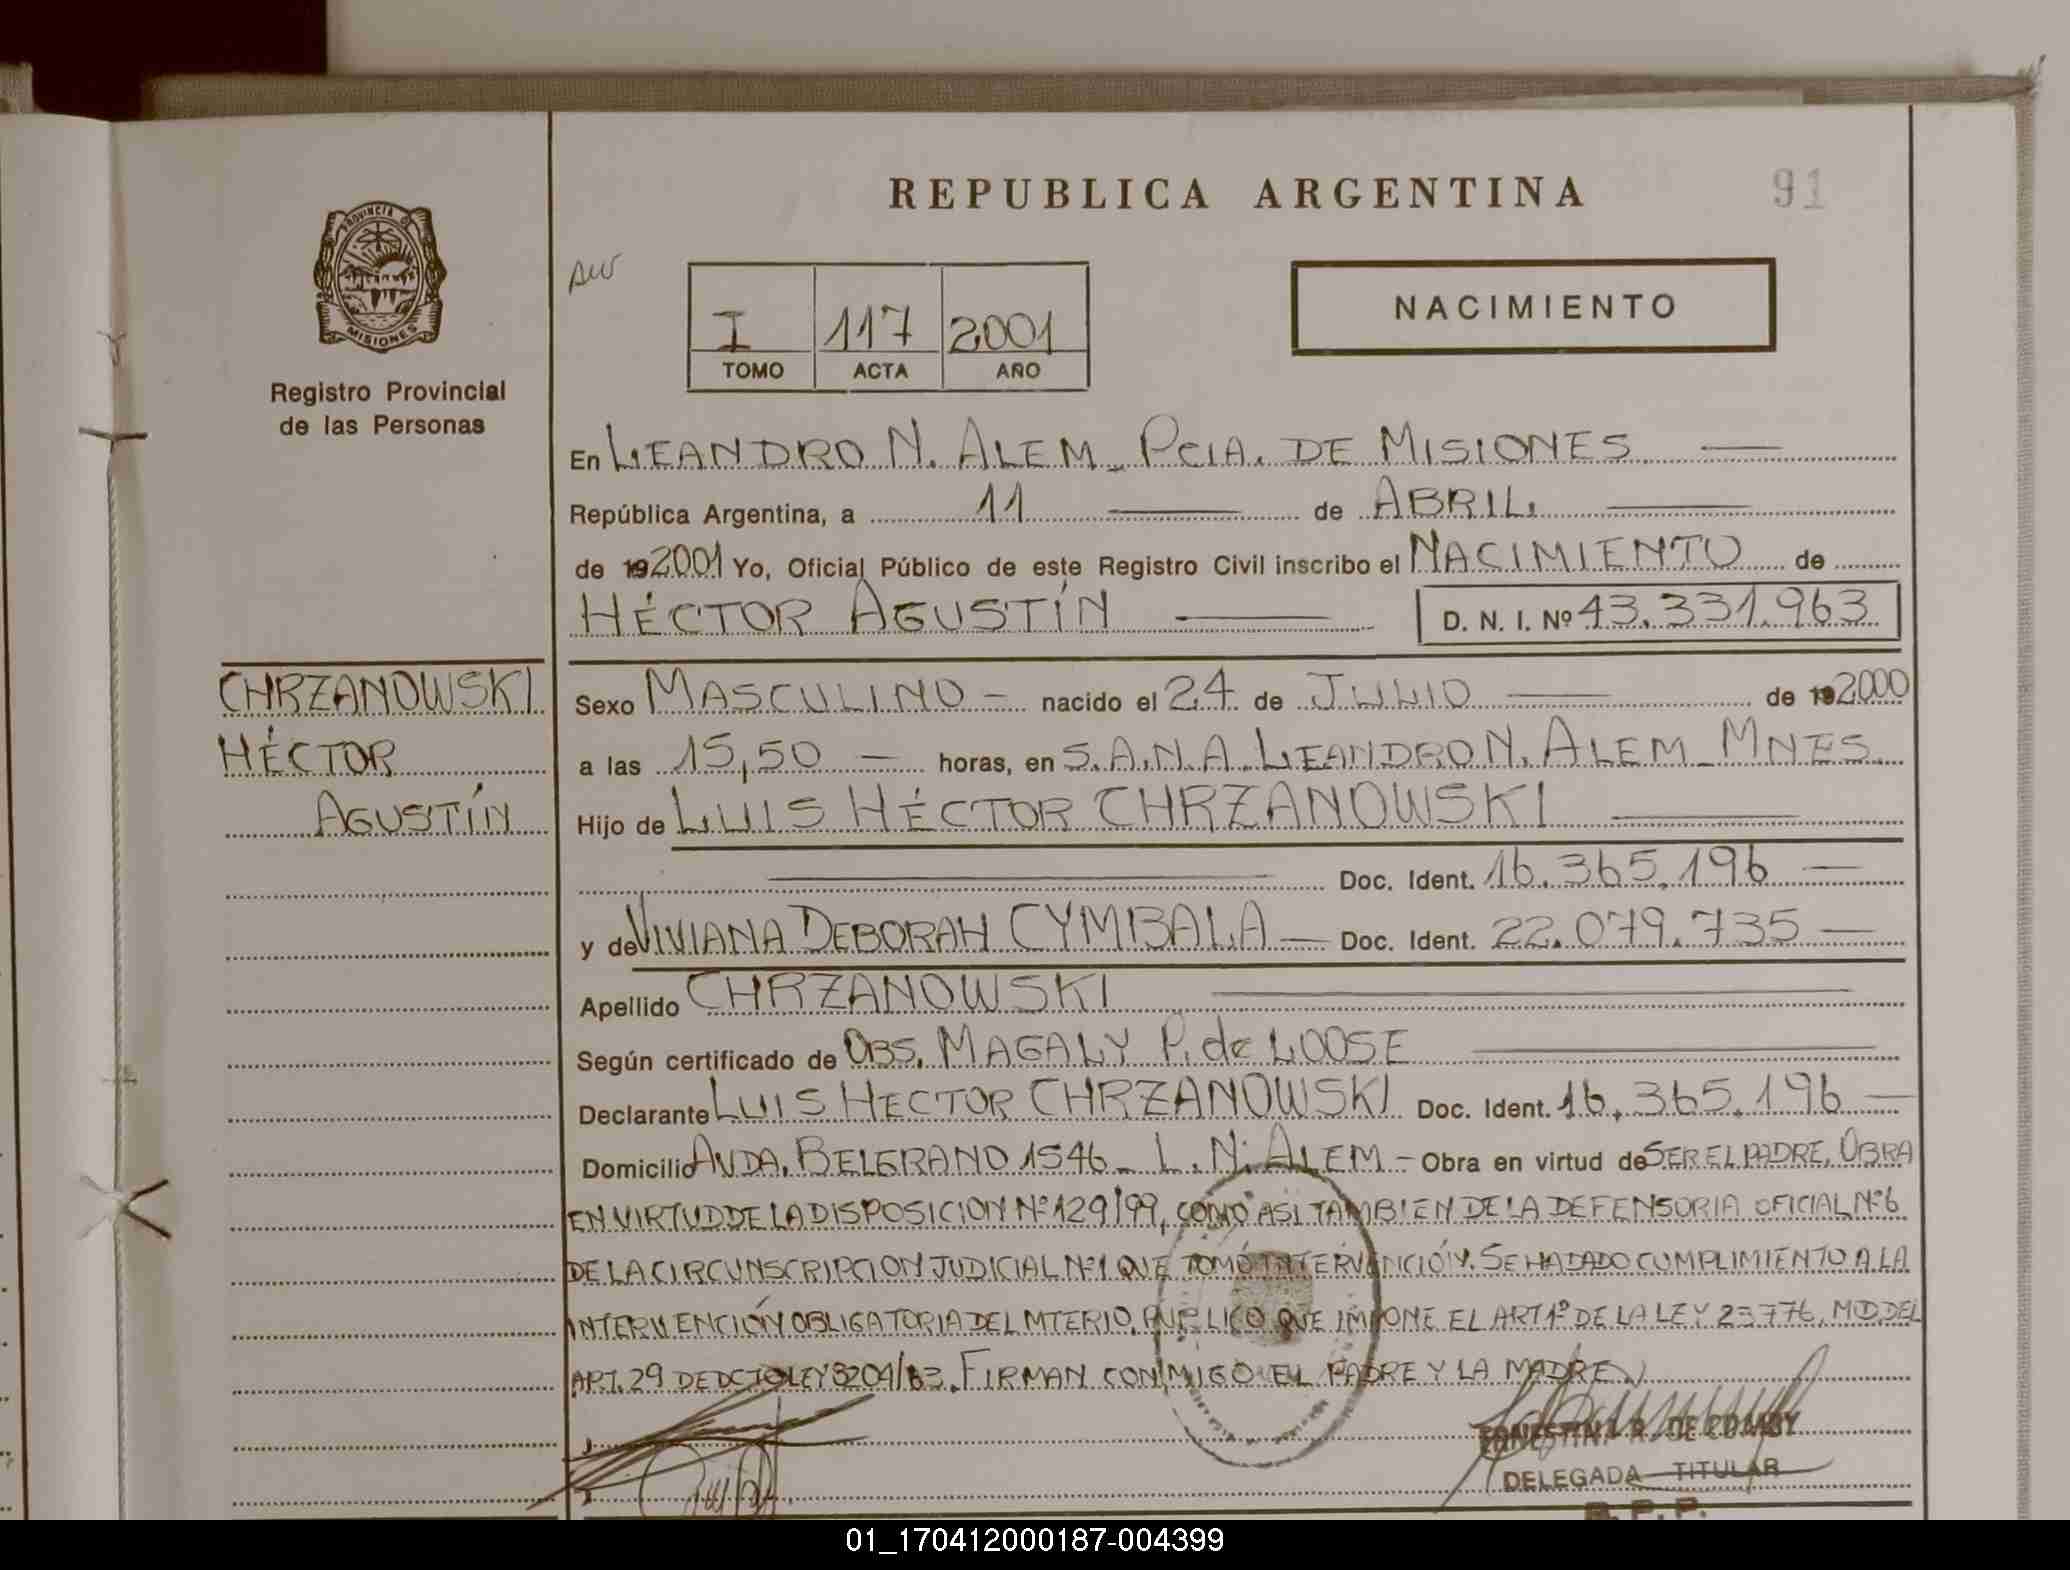 REPUBLICA ARGENTINA
91
PROVINCIA DE
MISIONES
Registro Provincial
de las Personas
I 117 2001
TOMO ACTA AÑO
NACIMIENTO
En LEANDRO N. ALEM - PCIA. DE MISIONES
República Argentina, a 11 de ABRIL
de 192001 Yo, Oficial Público de este Registro Civil inscribo el NACIMIENTO de
HÉCTOR AGUSTÍN D. N. I. Nº 43.331.963
CHRZANOWSKI
HÉCTOR
AGUSTÍN
Sexo MASCULINO - nacido el 24 de JULIO de 192000
a las 15,50 - horas, en S.A.N.A. LEANDRO N. ALEM - MNES.
Hijo de LUIS HÉCTOR CHRZANOWSKI
Doc. Ident. 16.365.196 -
y de VIVIANA DEBORAH CYMBALA - Doc. Ident. 22.079.735 -
Apellido CHRZANOWSKI
Según certificado de OBS. MAGALY P. de LOOSE
Declarante LUIS HECTOR CHRZANOWSKI Doc. Ident. 16.365.196 -
Domicilio AVDA. BELGRANO 1546 - L. N. ALEM - Obra en virtud de SER EL PADRE. OBRA
EN VIRTUD DE LA DISPOSICION Nº 129/99, COMO ASI TAMBIEN DE LA DEFENSORIA OFICIAL Nº 6
DE LA CIRCUNSCRIPCION JUDICIAL Nº 1 QUE TOMÓ INTERVENCIÓN. SE HA DADO CUMPLIMIENTO A LA
INTERVENCIÓN OBLIGATORIA DEL MTERIO. PUBLICO QUE IMPONE EL ART 1º DE LA LEY 23776, MOD. DEL
ART. 29 DE DCTO LEY 8204/63. FIRMAN CONMIGO EL PADRE Y LA MADRE
R. DE
DELEGADA TITULAR
R. P. P.
01_170412000187-004399